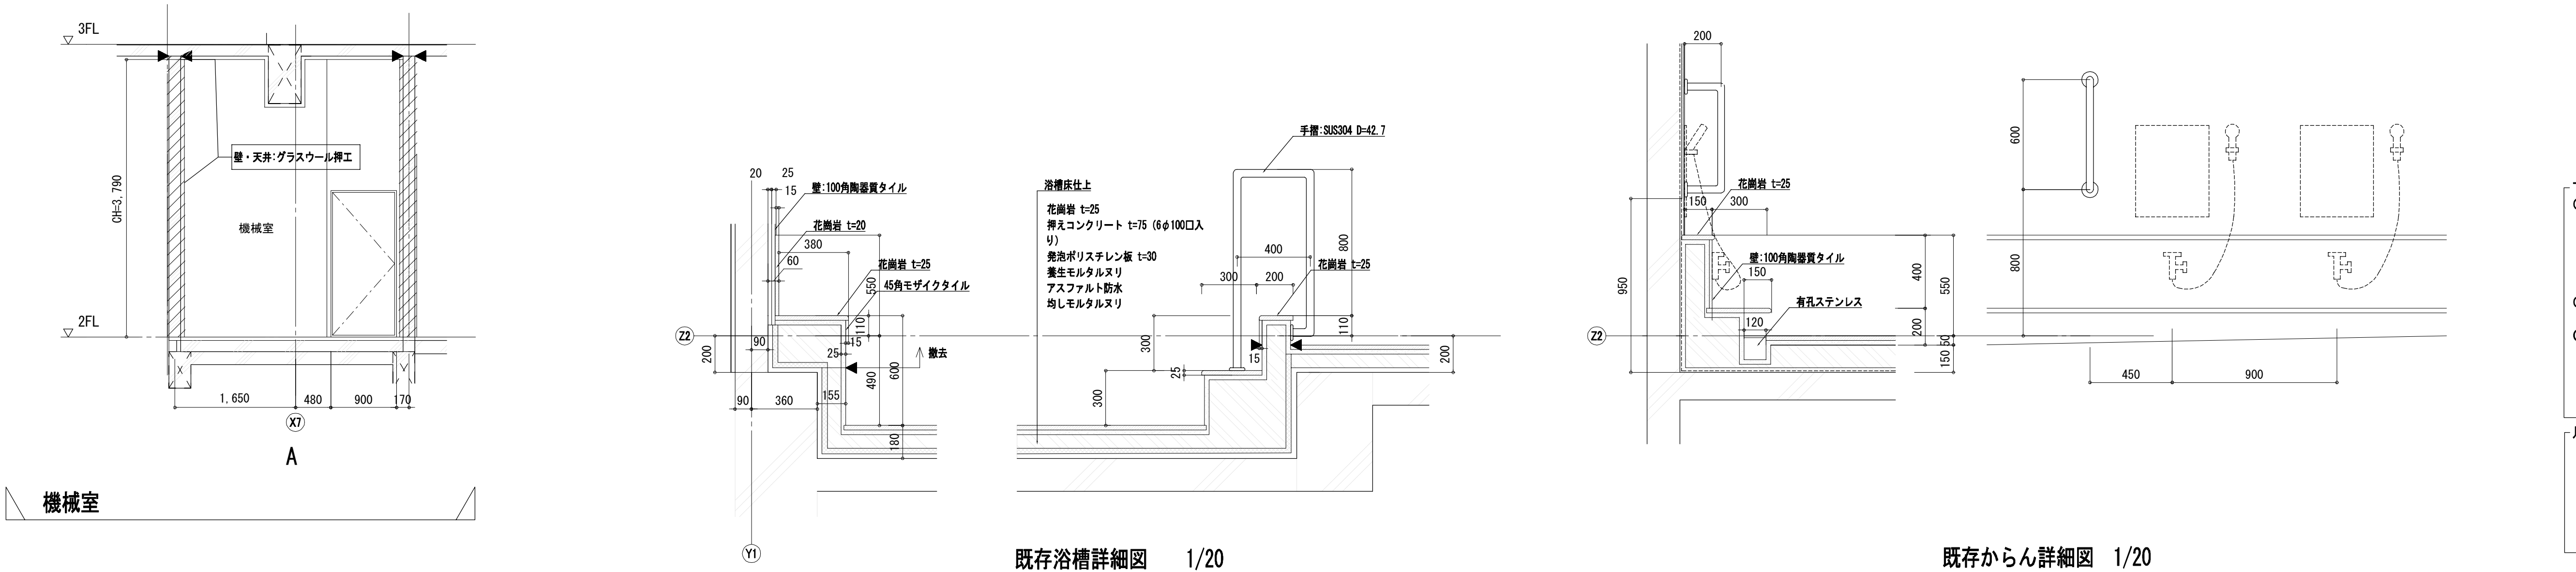 3FL
CH=3,790
壁・天井:グラスウール押エ
機械室
2FL
1,650
480
900
170
X7
A
機械室
20
25
15
壁:100角陶器質タイル
花崗岩 t=20
380
60
花崗岩 t=25
550
45角モザイクタイル
110
Z2
200
90
15
25
撤去
490
600
90
360
155
180
Y1
浴槽床仕上
花崗岩 t=25
押えコンクリート t=75 (6φ100口入
り)
発泡ポリスチレン板 t=30
養生モルタルヌリ
アスファルト防水
均しモルタルヌリ
手摺:SUS304 D=42.7
400
800
300
200
花崗岩 t=25
110
300
15
200
25
300
既存浴槽詳細図 1/20
200
花崗岩 t=25
150
300
950
壁:100角陶器質タイル
150
400
550
有孔ステンレス
120
200
50
150
Z2
600
800
450
900
既存からん詳細図 1/20